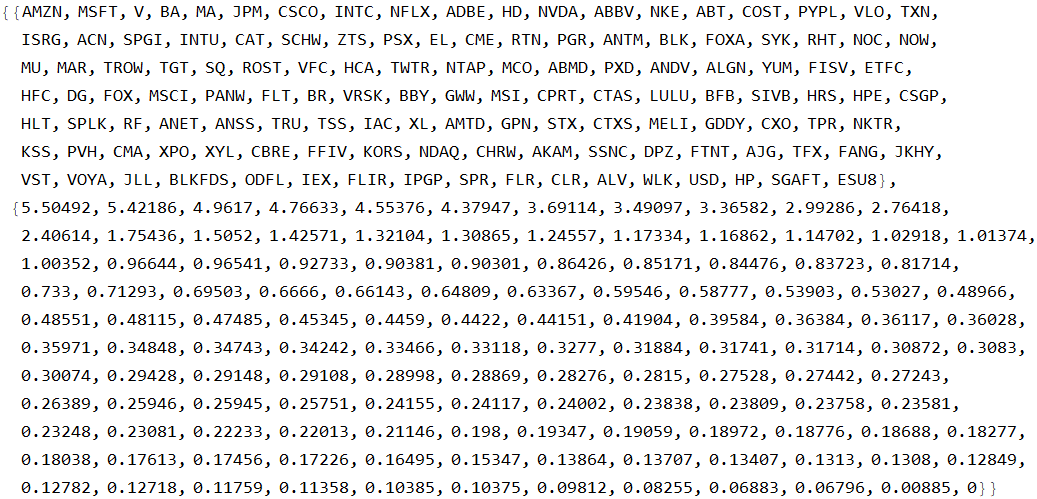 {{AMZN, MSFT, V, BA, MA, JPM, CSCO, INTC, NFLX, ADBE, HD, NVDA, ABBV, NKE, ABT, COST, PYPL, VLO, TXN,
ISRG, ACN, SPGI, INTU, CAT, SCHW, ZTS, PSX, EL, CME, RTN, PGR, ANTM, BLK, FOXA, SYK, RHT, NOC, NOW,
MU, MAR, TROW, TGT, SQ, ROST, VFC, HCA, TWTR, NTAP, MCO, ABMD, PXD, ANDV, ALGN, YUM, FISV, ETFC,
HFC, DG, FOX, MSCI, PANW, FLT, BR, VRSK, BBY, GWW, MSI, CPRT, CTAS, LULU, BFB, SIVB, HRS, HPE, CSGP,
HLT, SPLK, RF, ANET, ANSS, TRU, TSS, IAC, XL, AMTD, GPN, STX, CTXS, MELI, GDDY, CXO, TPR, NKTR,
KSS, PVH, CMA, XPO, XYL, CBRE, FFIV, KORS, NDAQ, CHRW, AKAM, SSNC, DPZ, FTNT, AJG, TFX, FANG, JKHY,
VST, VOYA, JLL, BLKFDS, ODFL, IEX, FLIR, IPGP, SPR, FLR, CLR, ALV, WLK, USD, HP, SGAFT, ESU8},
{5.50492, 5.42186, 4.9617, 4.76633, 4.55376, 4.37947, 3.69114, 3.49097, 3.36582, 2.99286, 2.76418,
2.40614, 1.75436, 1.5052, 1.42571, 1.32104, 1.30865, 1.24557, 1.17334, 1.16862, 1.14702, 1.02918, 1.01374,
1.00352, 0.96644, 0.96541, 0.92733, 0.90381, 0.90301, 0.86426, 0.85171, 0.84476, 0.83723, 0.81714,
0.733, 0.71293, 0.69503, 0.6666, 0.66143, 0.64809, 0.63367, 0.59546, 0.58777, 0.53903, 0.53027, 0.48966,
0.48551, 0.48115, 0.47485, 0.45345, 0.4459, 0.4422, 0.44151, 0.41904, 0.39584, 0.36384, 0.36117, 0.36028,
0.35971, 0.34848, 0.34743, 0.34242, 0.33466, 0.33118, 0.3277, 0.31884, 0.31741, 0.31714, 0.30872, 0.3083,
0.30074, 0.29428, 0.29148, 0.29108, 0.28998, 0.28869, 0.28276, 0.2815, 0.27528, 0.27442, 0.27243,
0.26389, 0.25946, 0.25945, 0.25751, 0.24155, 0.24117, 0.24002, 0.23838, 0.23809, 0.23758, 0.23581,
0.23248, 0.23081, 0.22233, 0.22013, 0.21146, 0.198, 0.19347, 0.19059, 0.18972, 0.18776, 0.18688, 0.18277,
0.18038, 0.17613, 0.17456, 0.17226, 0.16495, 0.15347, 0.13864, 0.13707, 0.13407, 0.1313, 0.1308, 0.12849,
0.12782, 0.12718, 0.11759, 0.11358, 0.10385, 0.10375, 0.09812, 0.08255, 0.06883, 0.06796, 0.00885, 0}}